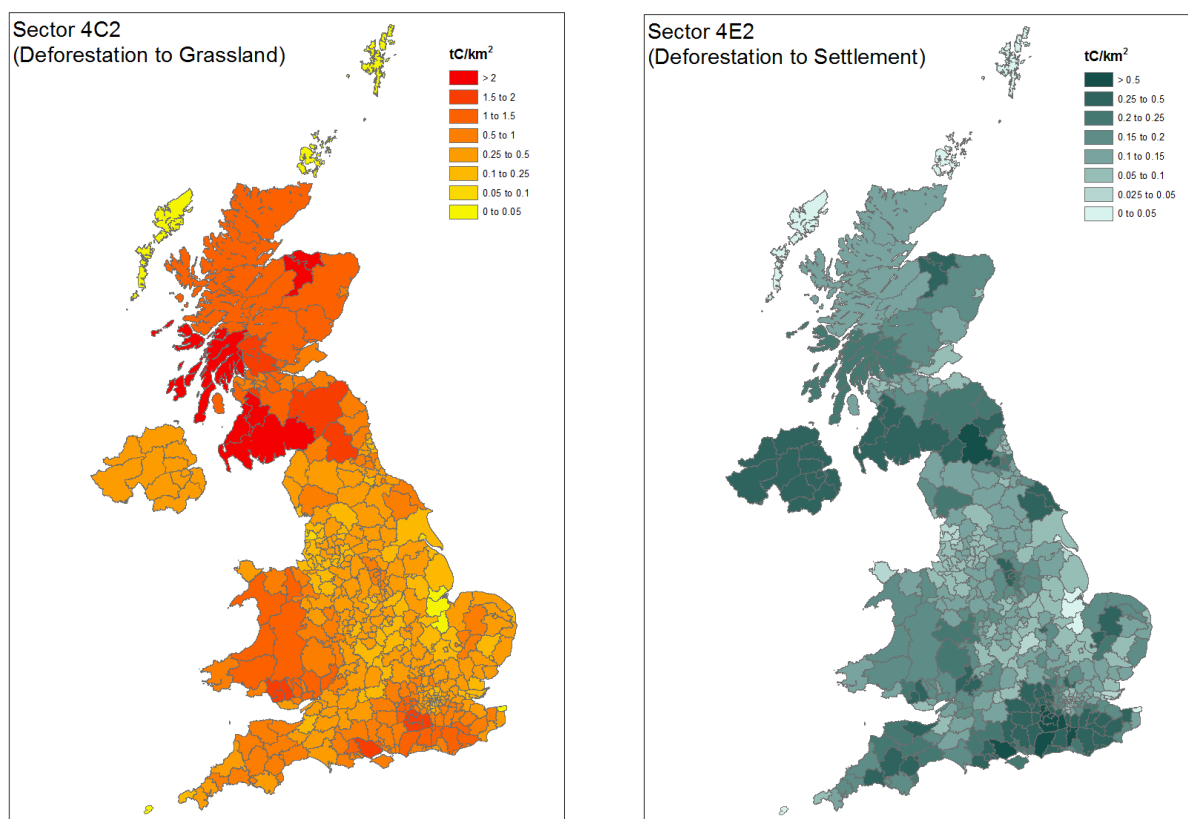 Sector 4C2
(Deforestation to Grassland)
tC/km²
> 2
1.5 to 2
1 to 1.5
0.5 to 1
0.25 to 0.5
0.1 to 0.25
0.05 to 0.1
0 to 0.05
Sector 4E2
(Deforestation to Settlement)
tC/km²
> 0.5
0.25 to 0.5
0.2 to 0.25
0.15 to 0.2
0.1 to 0.15
0.05 to 0.1
0.025 to 0.05
0 to 0.05